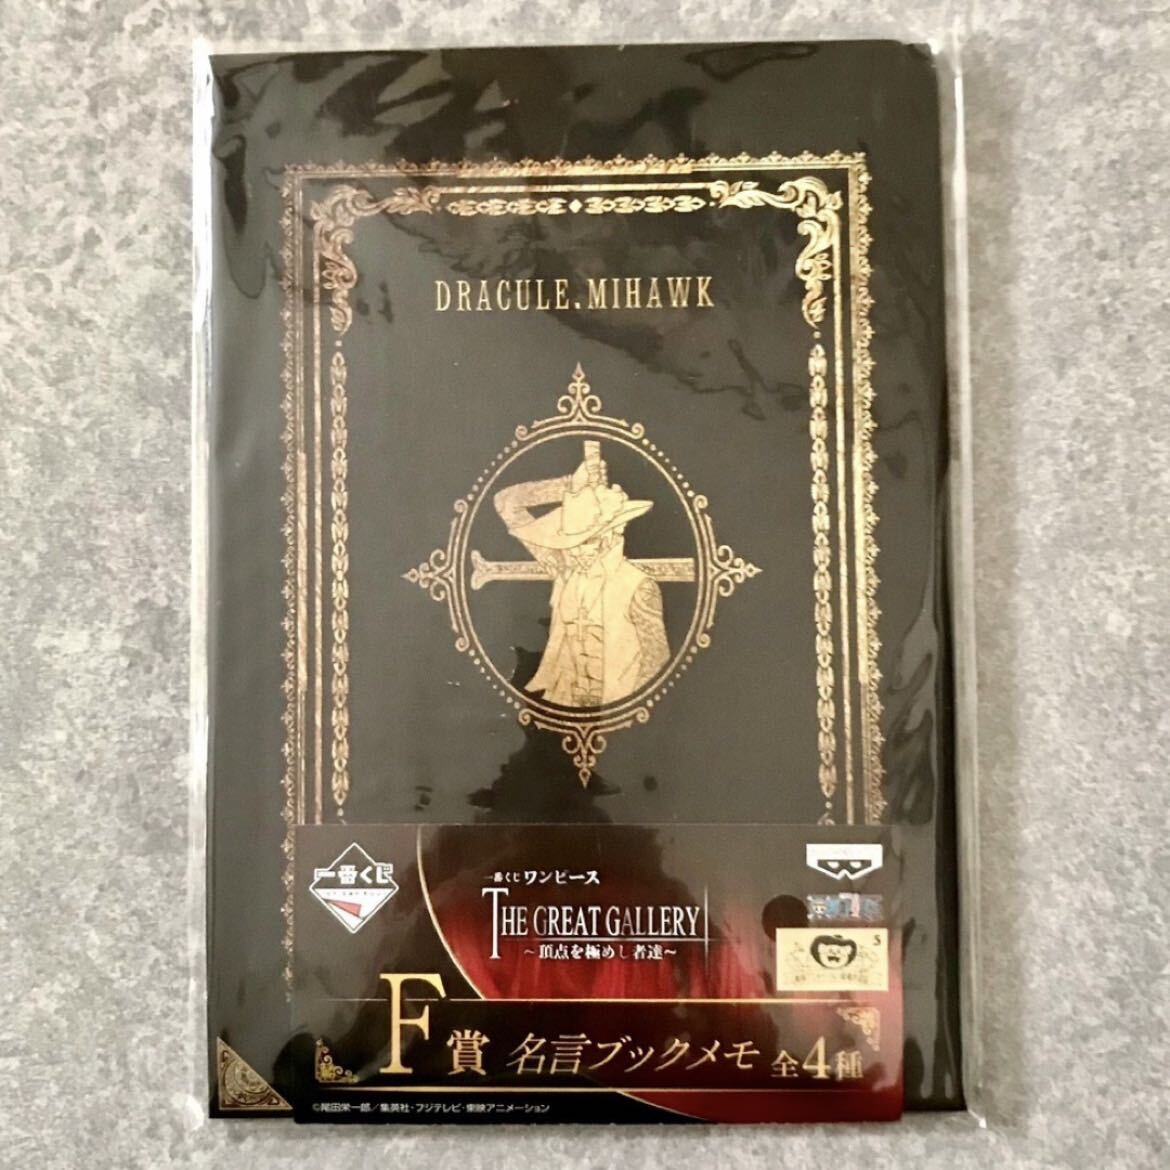 DRACULE.MIHAWK
一番くじ
一番くじ ワンピース
THE GREAT GALLERY
～頂点を極めし者達～
S
F賞 名言ブックメモ 全4種
©尾田栄一郎／集英社・フジテレビ・東映アニメーション